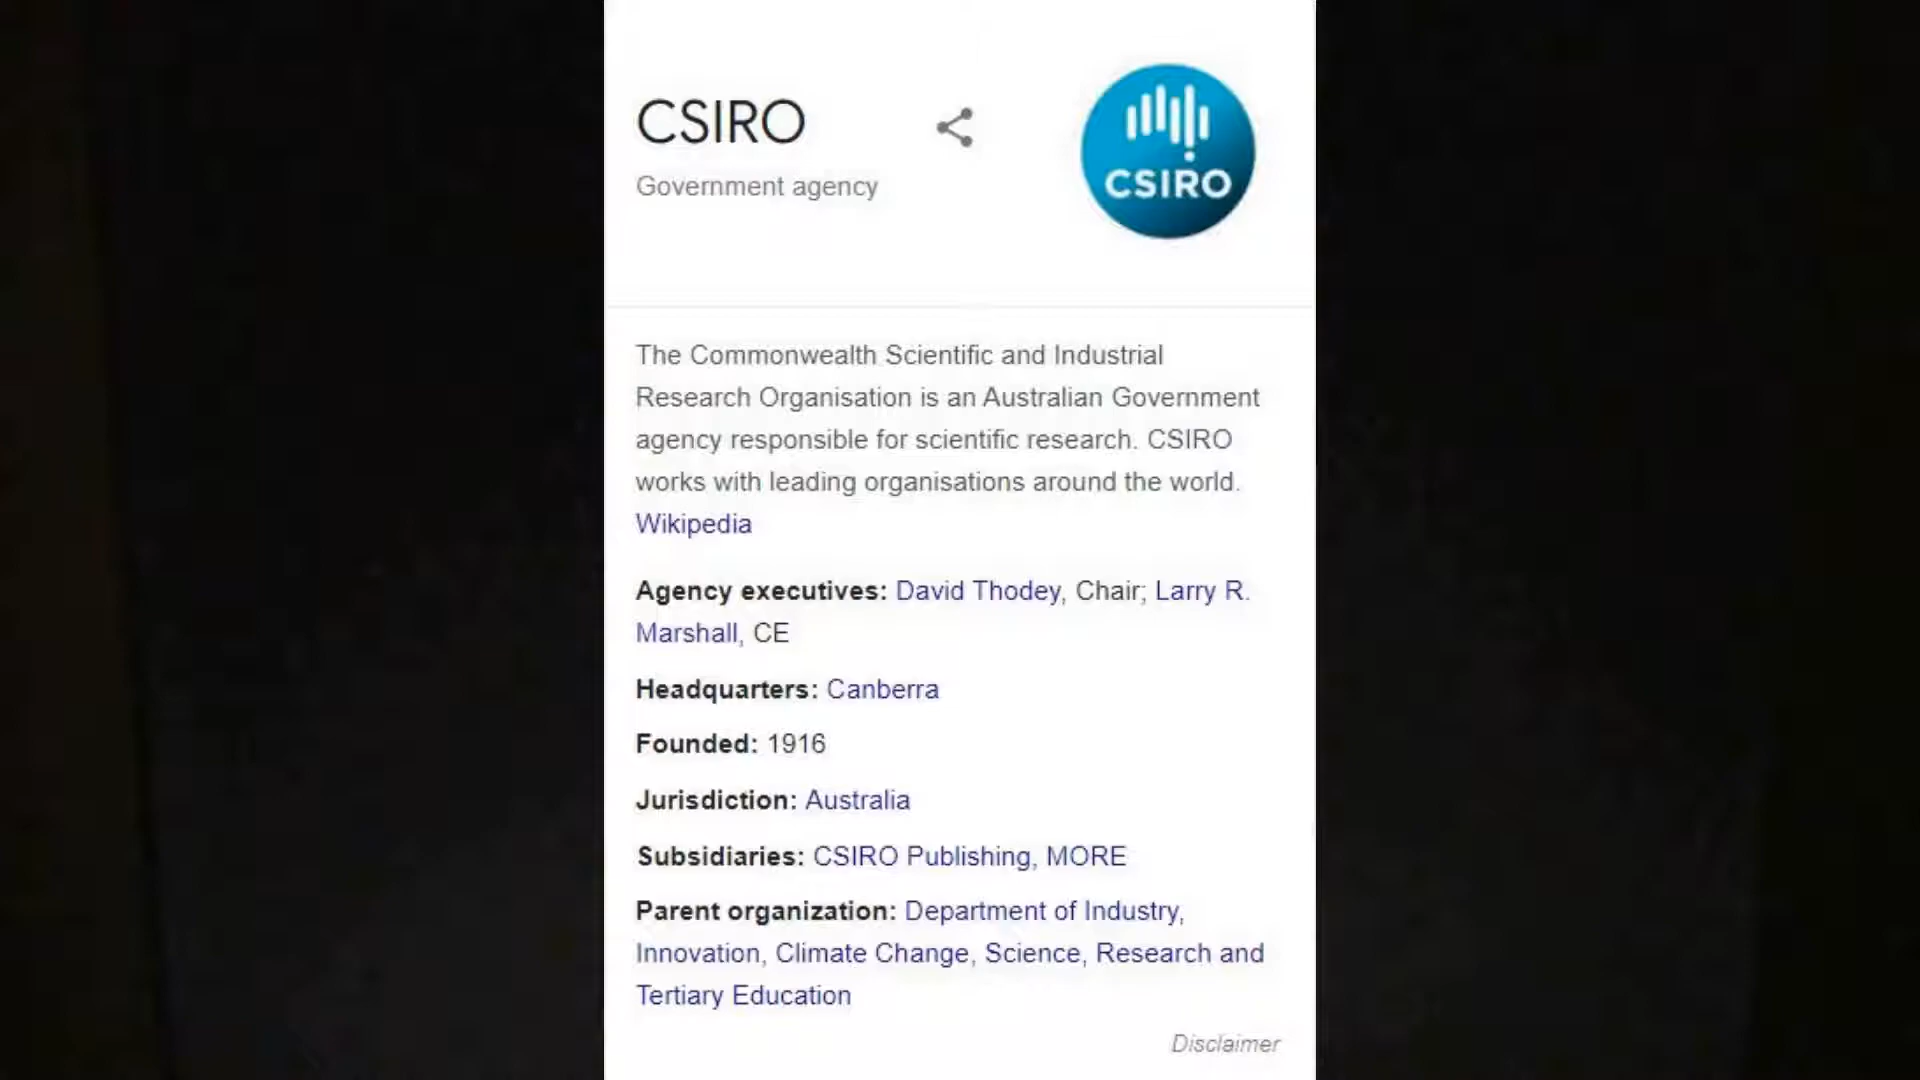 CSIRO
Government agency
CSIRO
The Commonwealth Scientific and Industrial
Research Organisation is an Australian Government
agency responsible for scientific research. CSIRO
works with leading organisations around the world.
Wikipedia
Agency executives: David Thodey, Chair; Larry R.
Marshall, CE
Headquarters: Canberra
Founded: 1916
Jurisdiction: Australia
Subsidiaries: CSIRO Publishing, MORE
Parent organization: Department of Industry,
Innovation, Climate Change, Science, Research and
Tertiary Education
Disclaimer